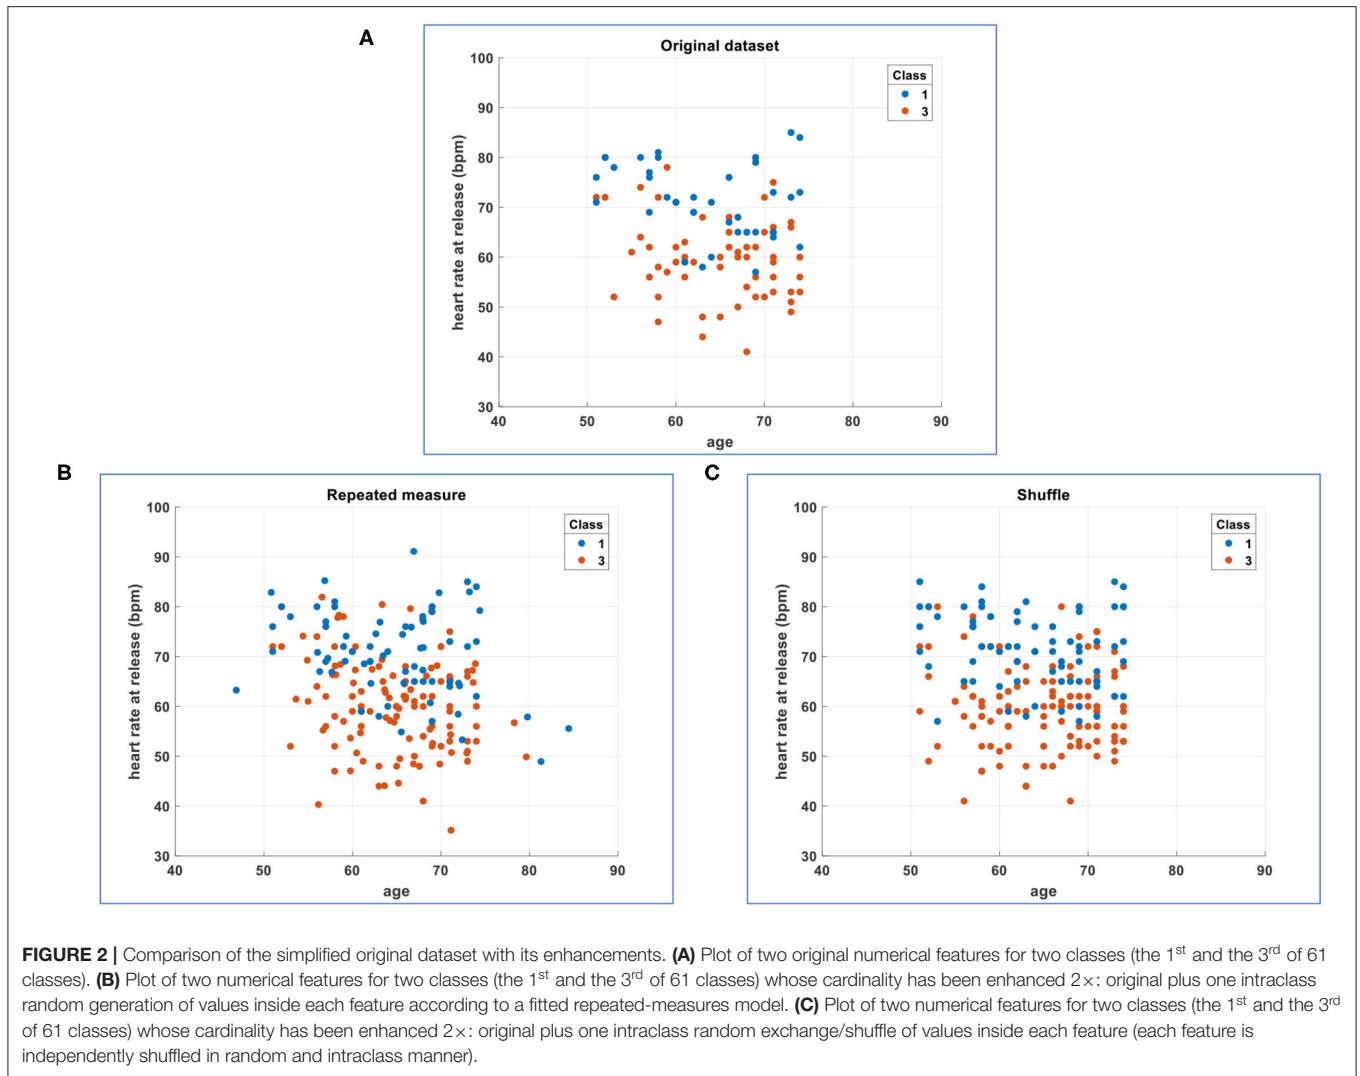 A
Original dataset
100
90
80
70
60
50
40
30
heart rate at release (bpm)
Class
1
3
40 50 60 70 80 90
age
B
Repeated measure
100
90
80
70
60
50
40
30
heart rate at release (bpm)
Class
1
3
40 50 60 70 80 90
age
C
Shuffle
100
90
80
70
60
50
40
30
heart rate at release (bpm)
Class
1
3
40 50 60 70 80 90
age
FIGURE 2 | Comparison of the simplified original dataset with its enhancements. (A) Plot of two original numerical features for two classes (the 1st and the 3rd of 61
classes). (B) Plot of two numerical features for two classes (the 1st and the 3rd of 61 classes) whose cardinality has been enhanced 2×: original plus one intraclass
random generation of values inside each feature according to a fitted repeated-measures model. (C) Plot of two numerical features for two classes (the 1st and the 3rd
of 61 classes) whose cardinality has been enhanced 2×: original plus one intraclass random exchange/shuffle of values inside each feature (each feature is
independently shuffled in random and intraclass manner).